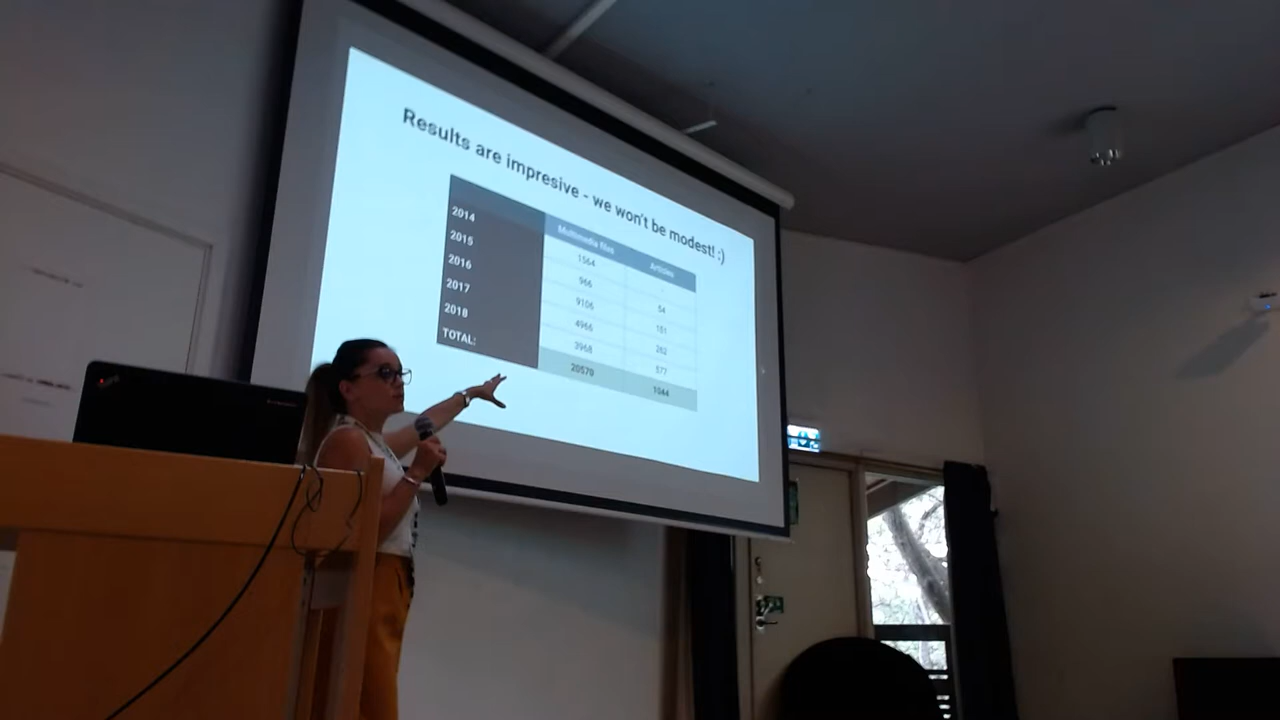 Results are impresive - we won't be modest! :)
Multimedia files Articles
2014 1564 -
2015 966 54
2016 9106 151
2017 4966 262
2018 3968 577
TOTAL: 20570 1044